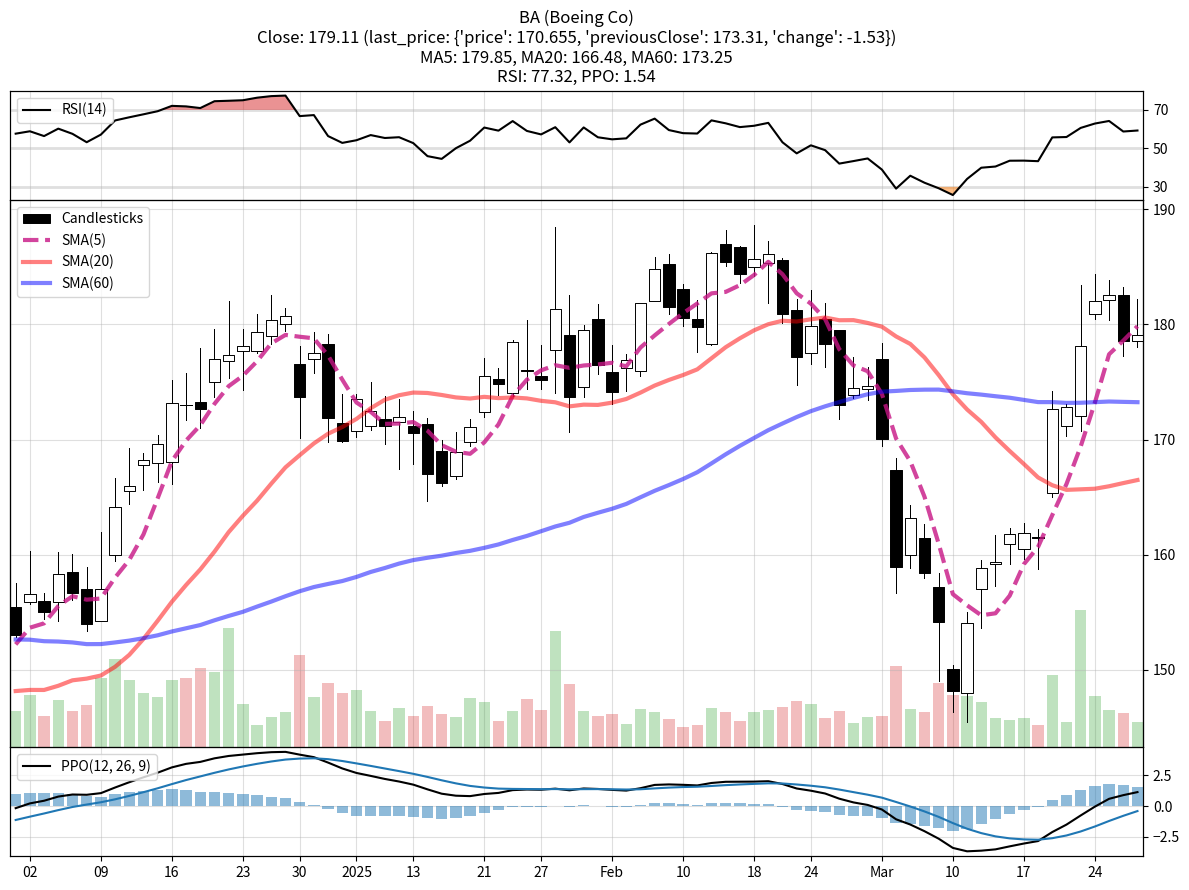 BA (Boeing Co)
Close: 179.11 (last_price: {'price': 170.655, 'previousClose': 173.31, 'change': -1.53})
MA5: 179.85, MA20: 166.48, MA60: 173.25
RSI: 77.32, PPO: 1.54
RSI(14)
70
50
30
Candlesticks
SMA(5)
SMA(20)
SMA(60)
190
180
170
160
150
PPO(12, 26, 9)
2.5
0.0
−2.5
02 09 16 23 30 2025 13 21 27 Feb 10 18 24 Mar 10 17 24